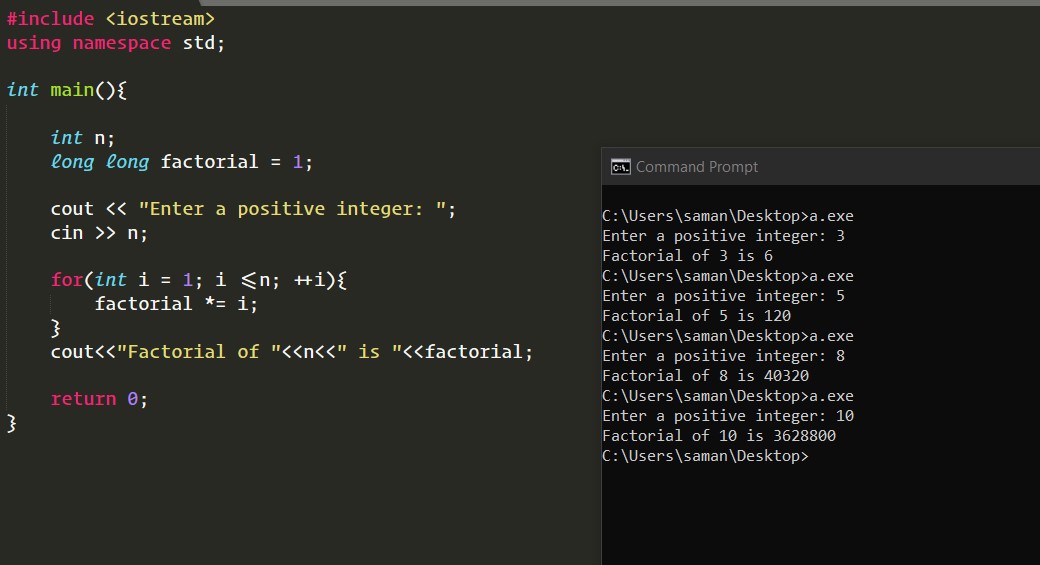 #include <iostream>
using namespace std;
int main(){
int n;
long long factorial = 1;
cout << "Enter a positive integer: ";
cin >> n;
for(int i = 1; i <=n; ++i){
factorial *= i;
}
cout<<"Factorial of "<<n<<" is "<<factorial;
return 0;
}
Command Prompt
C:\Users\saman\Desktop>a.exe
Enter a positive integer: 3
Factorial of 3 is 6
C:\Users\saman\Desktop>a.exe
Enter a positive integer: 5
Factorial of 5 is 120
C:\Users\saman\Desktop>a.exe
Enter a positive integer: 8
Factorial of 8 is 40320
C:\Users\saman\Desktop>a.exe
Enter a positive integer: 10
Factorial of 10 is 3628800
C:\Users\saman\Desktop>